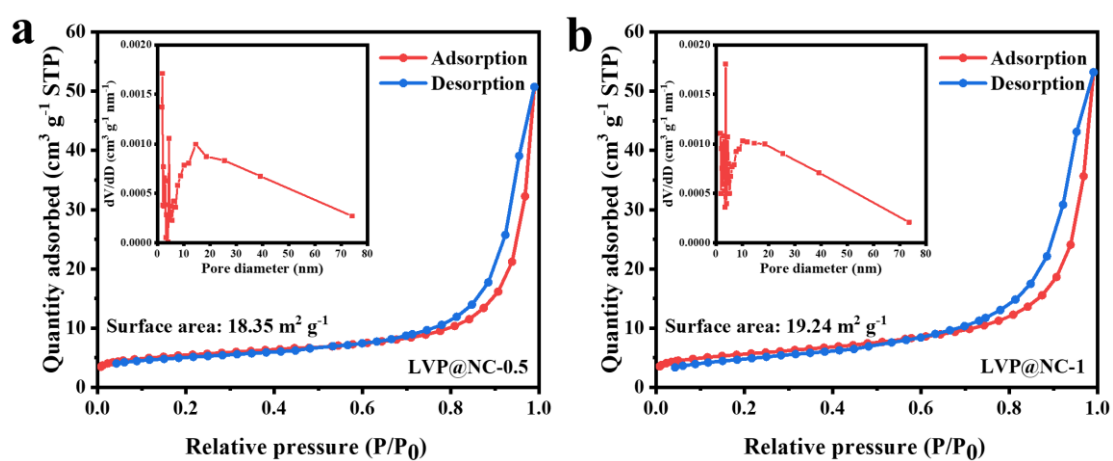 a
Quantity adsorbed (cm³ g⁻¹ STP)
60
50
40
30
20
10
0
0.0 0.2 0.4 0.6 0.8 1.0
Relative pressure (P/P₀)
Adsorption
Desorption
dV/dD (cm³ g⁻¹ nm⁻¹)
0.0020
0.0015
0.0010
0.0005
0.0000
0 10 20 30 40 50 60 70 80
Pore diameter (nm)
Surface area: 18.35 m² g⁻¹
LVP@NC-0.5
b
Quantity adsorbed (cm³ g⁻¹ STP)
60
50
40
30
20
10
0
0.0 0.2 0.4 0.6 0.8 1.0
Relative pressure (P/P₀)
Adsorption
Desorption
dV/dD (cm³ g⁻¹ nm⁻¹)
0.0020
0.0015
0.0010
0.0005
0.0000
0 10 20 30 40 50 60 70 80
Pore diameter (nm)
Surface area: 19.24 m² g⁻¹
LVP@NC-1